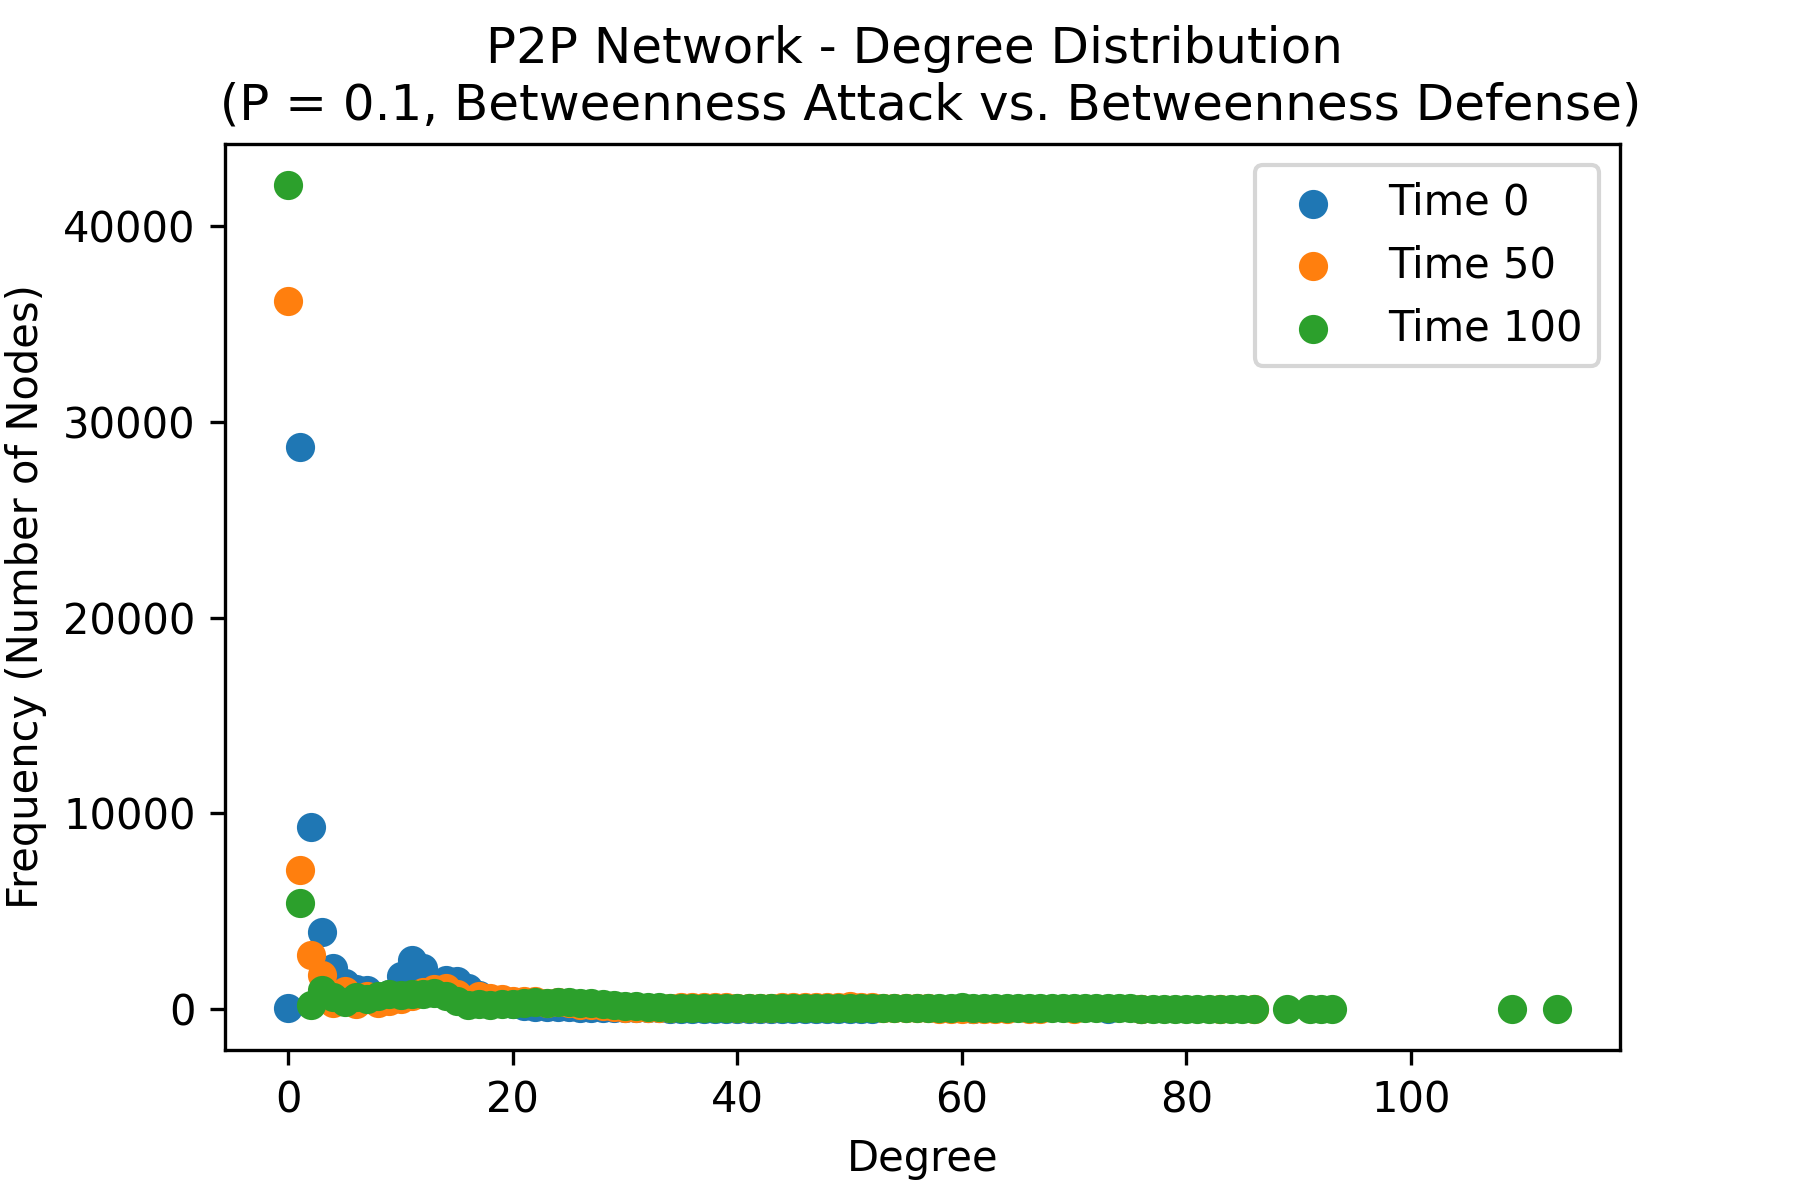 P2P Network - Degree Distribution
(P = 0.1, Betweenness Attack vs. Betweenness Defense)
Time 0
Time 50
Time 100
Frequency (Number of Nodes)
40000
30000
20000
10000
0
0 20 40 60 80 100
Degree